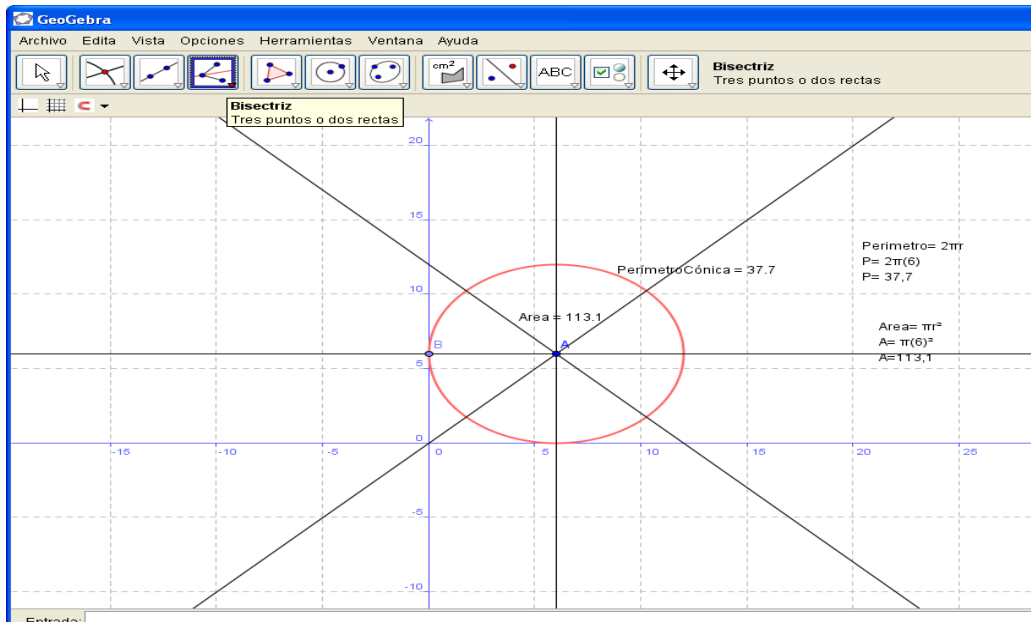 GeoGebra
Archivo Edita Vista Opciones Herramientas Ventana Ayuda
cm² ABC
Bisectriz
Tres puntos o dos rectas
Bisectriz
Tres puntos o dos rectas
20
15
10
5
0
-5
-10
-15 -10 -5 0 5 10 15 20 25
PerímetroCónica = 37.7
Area = 113.1
B
A
Perimetro= 2πr
P= 2π(6)
P= 37,7
Area= πr²
A= π(6)²
A=113,1
Entrada: